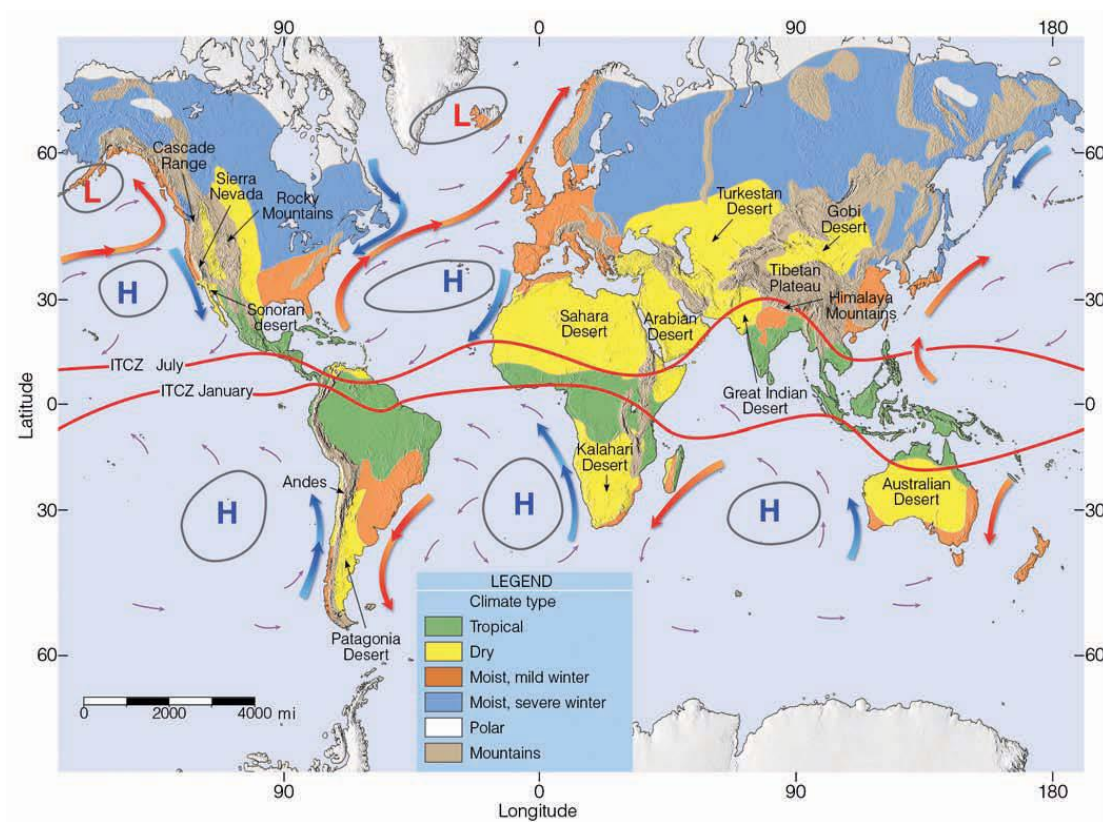 90
0
90
180
L
60
60
Cascade
Range
Sierra
Nevada
Rocky
Mountains
L
Turkestan
Desert
Gobi
Desert
H
H
Tibetan
Plateau
Himalaya
Mountains
30
30
Sonoran
desert
Sahara
Desert
Arabian
Desert
ITCZ July
ITCZ January
Great Indian
Desert
Latitude
0
0
Kalahari
Desert
Andes
Australian
Desert
H
H
H
30
30
Patagonia
Desert
60
60
LEGEND
Climate type
Tropical
Dry
Moist, mild winter
Moist, severe winter
Polar
Mountains
0 2000 4000 mi
90
0
90
180
Longitude